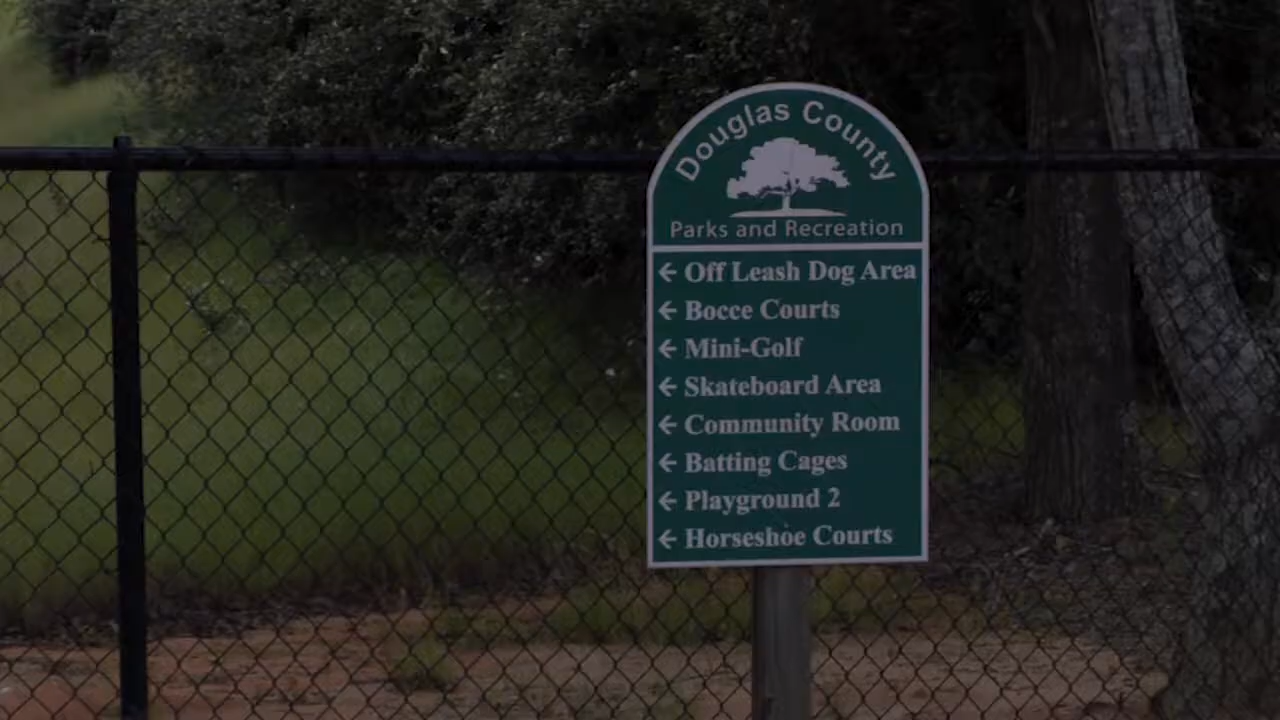 Douglas County
Parks and Recreation
← Off Leash Dog Area
← Bocce Courts
← Mini-Golf
← Skateboard Area
← Community Room
← Batting Cages
← Playground 2
← Horseshoe Courts